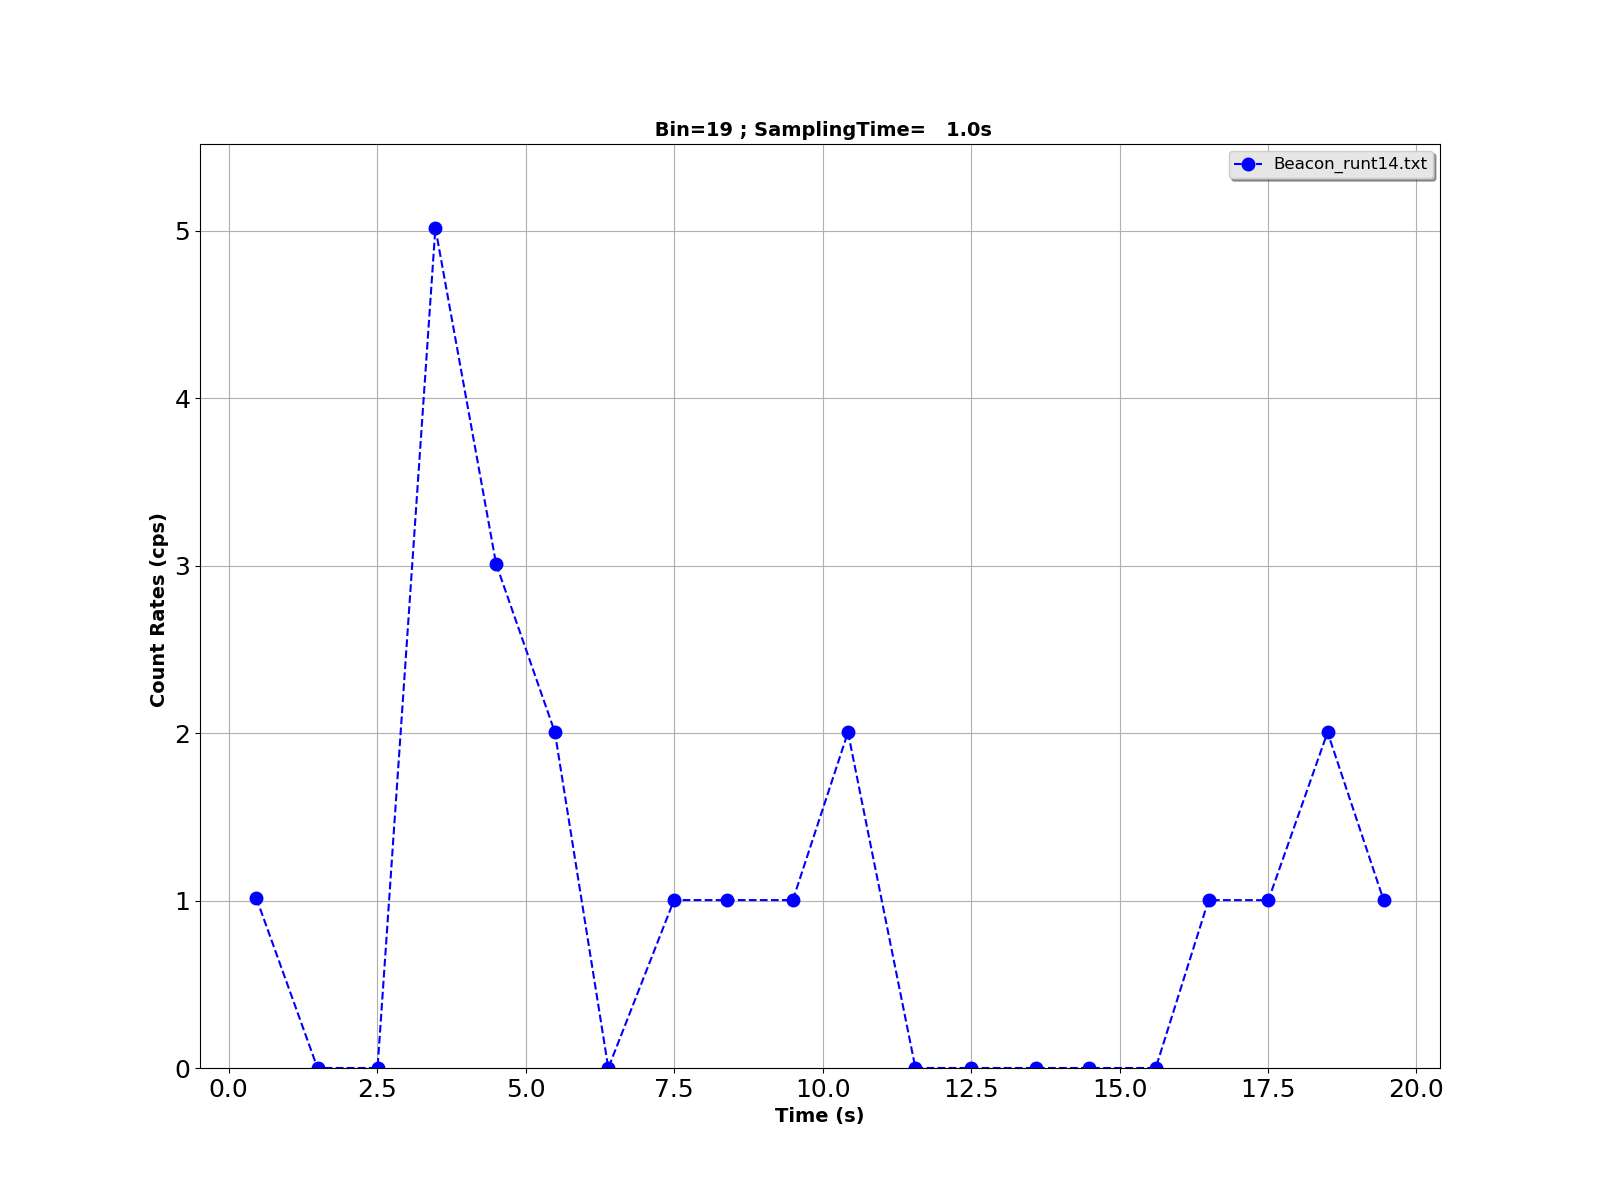 Bin=19 ; SamplingTime=   1.0s
Beacon_runt14.txt
Count Rates (cps)
5
4
3
2
1
0
0.0 2.5 5.0 7.5 10.0 12.5 15.0 17.5 20.0
Time (s)